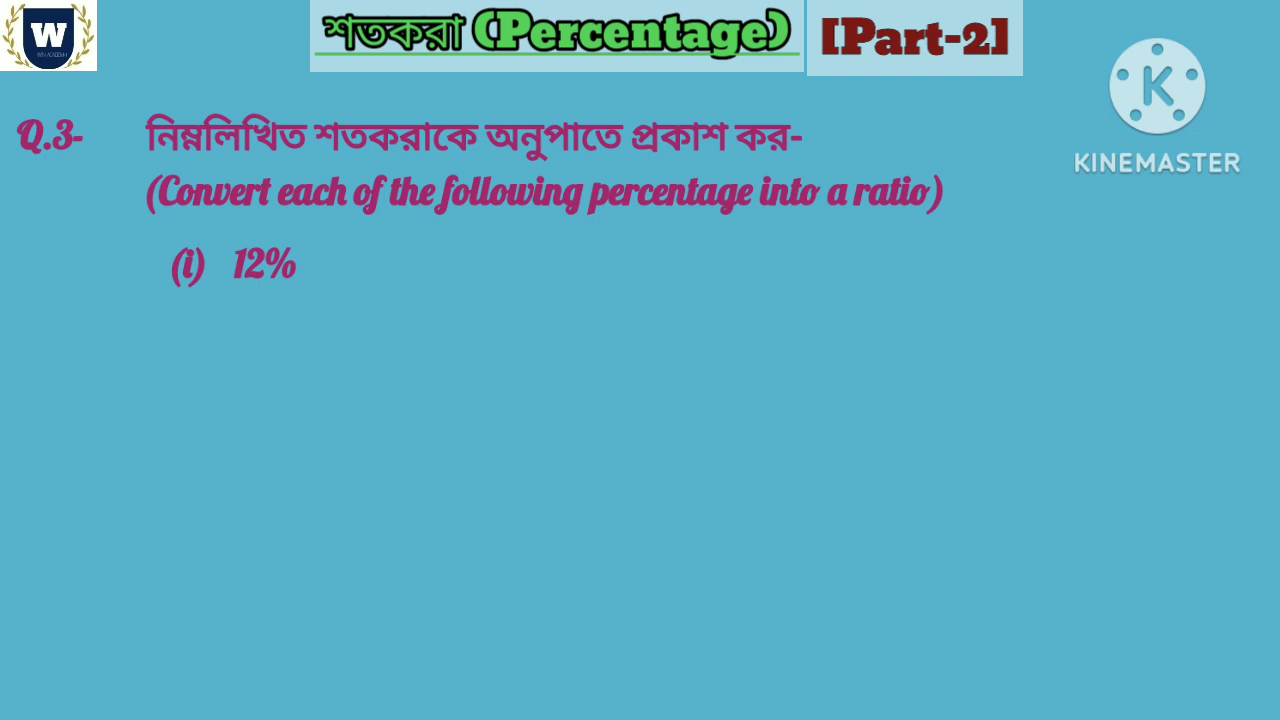 W
শতকরা (Percentage)
[Part-2]
K
KINEMASTER
Q.3- নিম্নলিখিত শতকরাকে অনুপাতে প্রকাশ কর-
(Convert each of the following percentage into a ratio)
(i) 12%